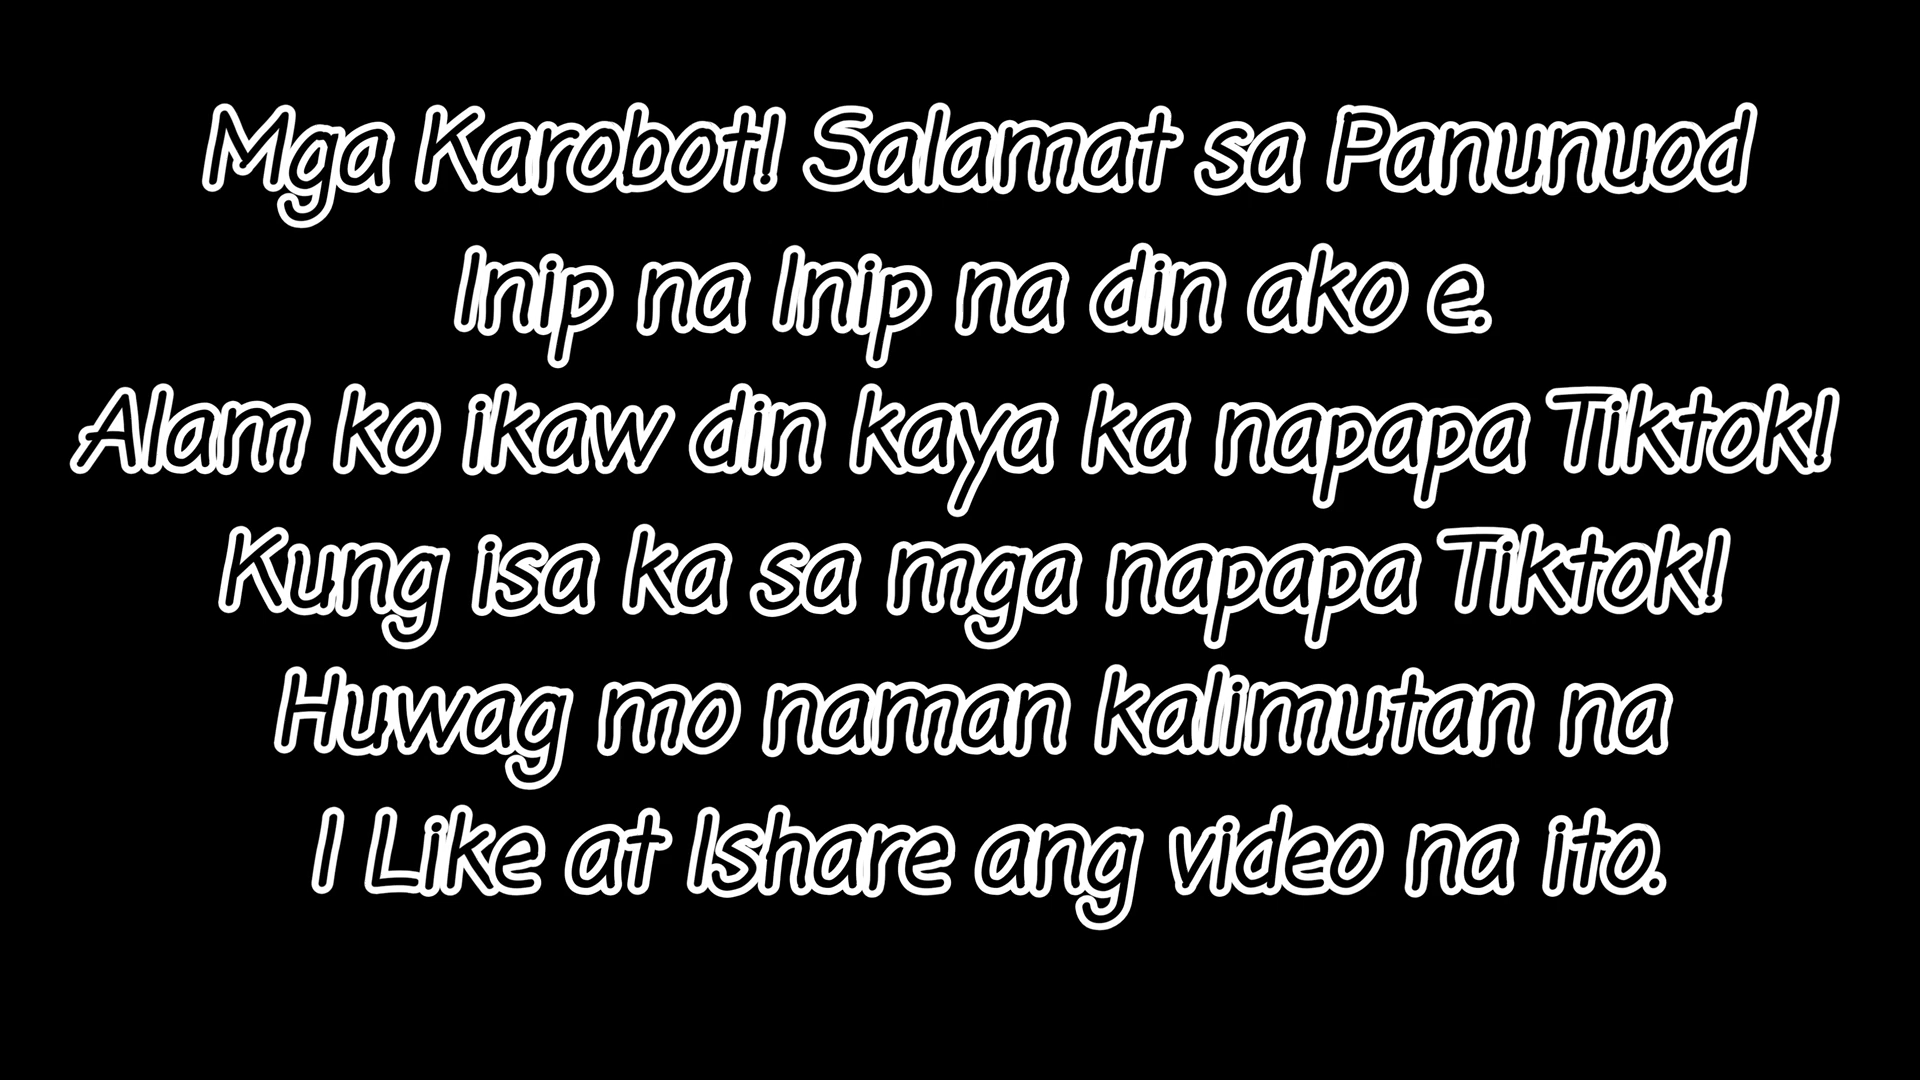 Mga Karobot! Salamat sa Panunuod
Inip na Inip na din ako e.
Alam ko ikaw din kaya ka napapa Tiktok!
Kung isa ka sa mga napapa Tiktok!
Huwag mo naman kalimutan na
I Like at Ishare ang video na ito.